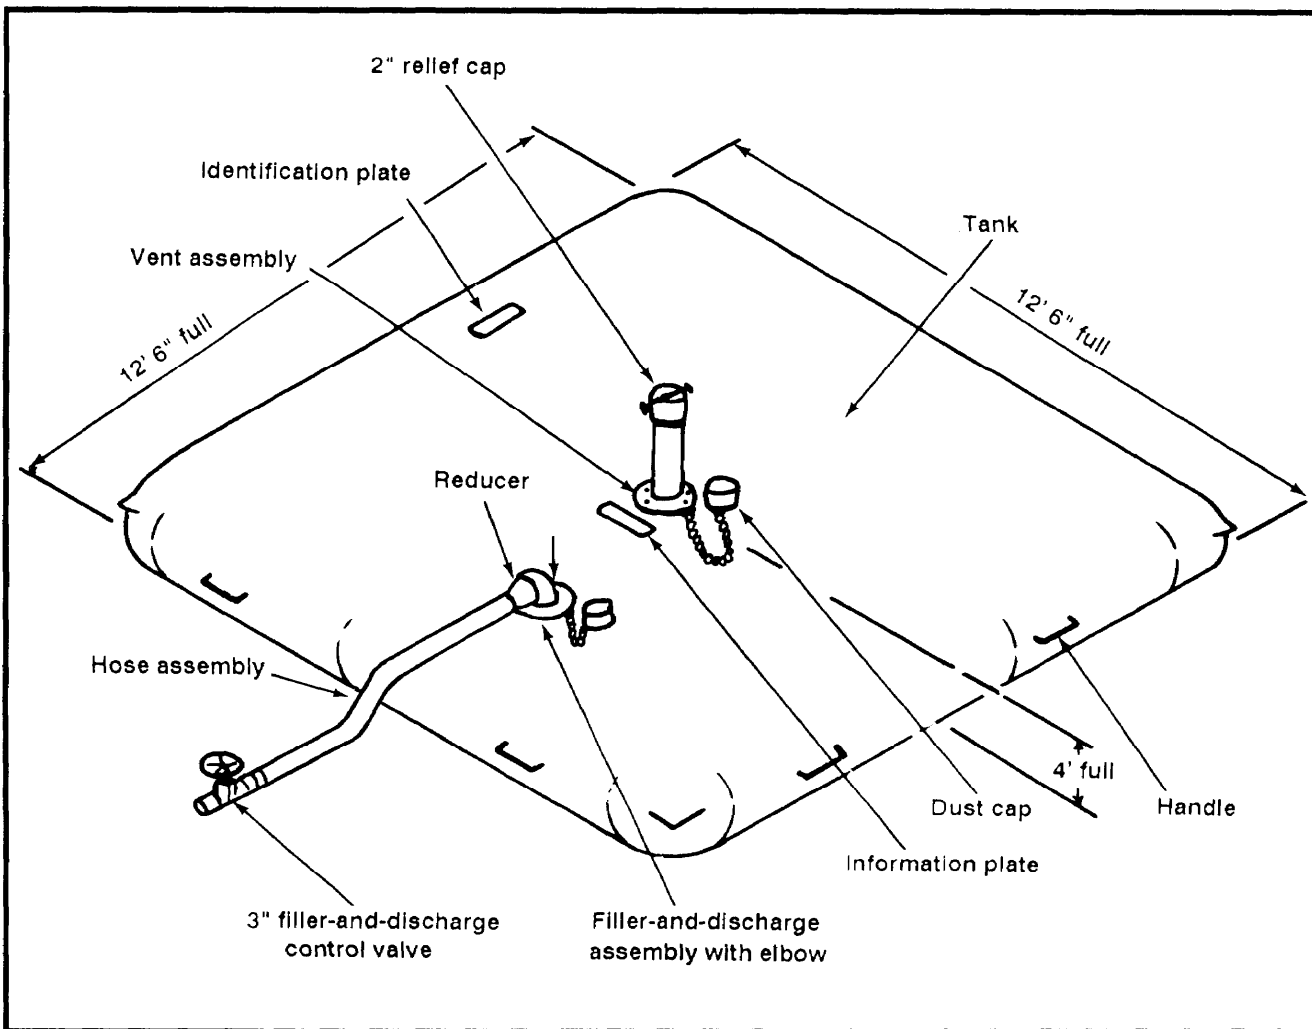 2" relief cap
Identification plate
Tank
Vent assembly
12' 6" full
12' 6" full
Reducer
Hose assembly
4' full
Dust cap
Handle
Information plate
3" filler-and-discharge
control valve
Filler-and-discharge
assembly with elbow